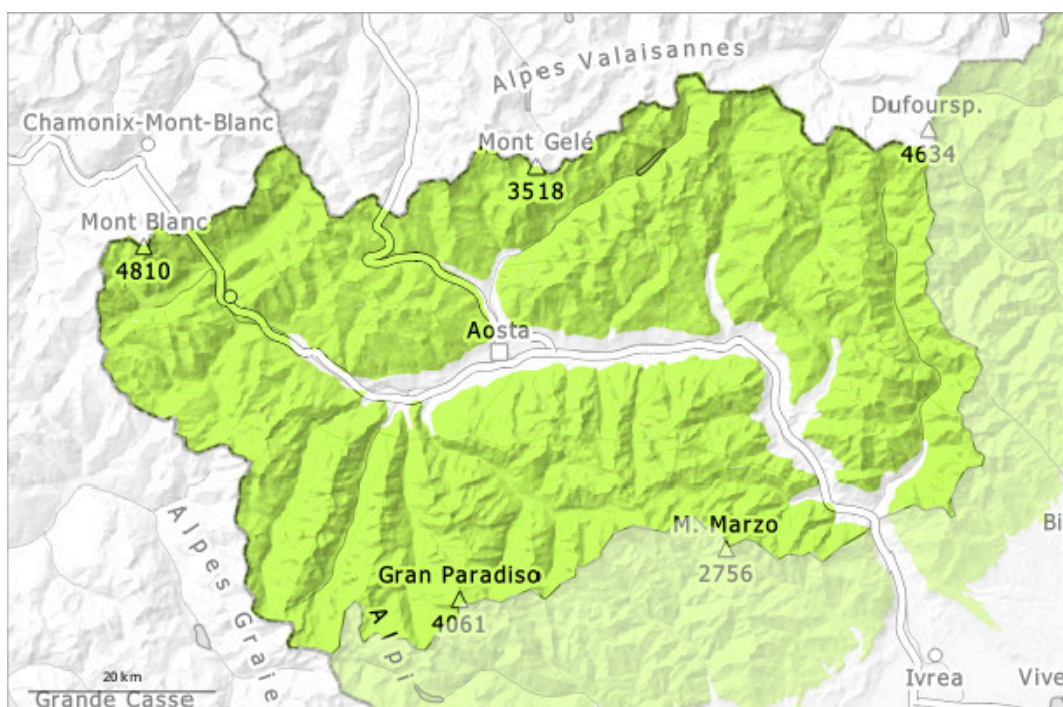 Alpes Valaisannes
Dufoursp.
4634
Chamonix-Mont-Blanc
Mont Gelé
3518
Mont Blanc
4810
Aosta
M. Marzo
2756
Gran Paradiso
4061
Alpes Graie
Alpi
20 km
Grande Casse
Ivrea
Vive
Bi